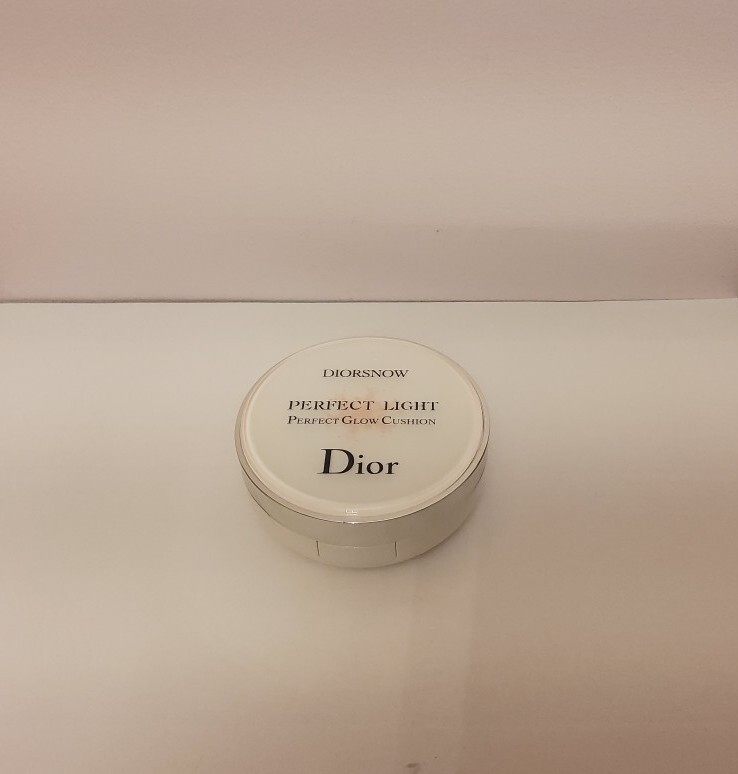 DIORSNOW
PERFECT LIGHT
PERFECT GLOW CUSHION
Dior